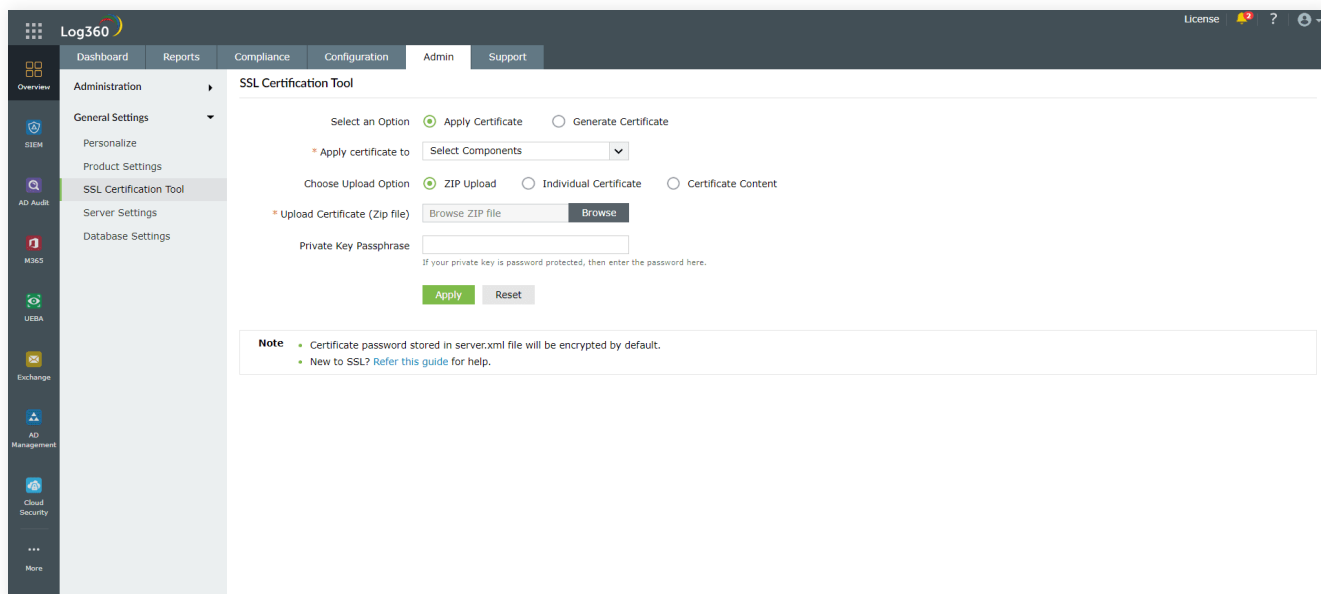 Log360
License 2 ?
Dashboard Reports Compliance Configuration Admin Support
Overview
SIEM
AD Audit
M365
UEBA
Exchange
AD
Management
Cloud
Security
More
Administration
General Settings
Personalize
Product Settings
SSL Certification Tool
Server Settings
Database Settings
SSL Certification Tool
Select an Option Apply Certificate Generate Certificate
* Apply certificate to Select Components
Choose Upload Option ZIP Upload Individual Certificate Certificate Content
* Upload Certificate (Zip file) Browse ZIP file Browse
Private Key Passphrase
If your private key is password protected, then enter the password here.
Apply Reset
Note • Certificate password stored in server.xml file will be encrypted by default.
• New to SSL? Refer this guide for help.